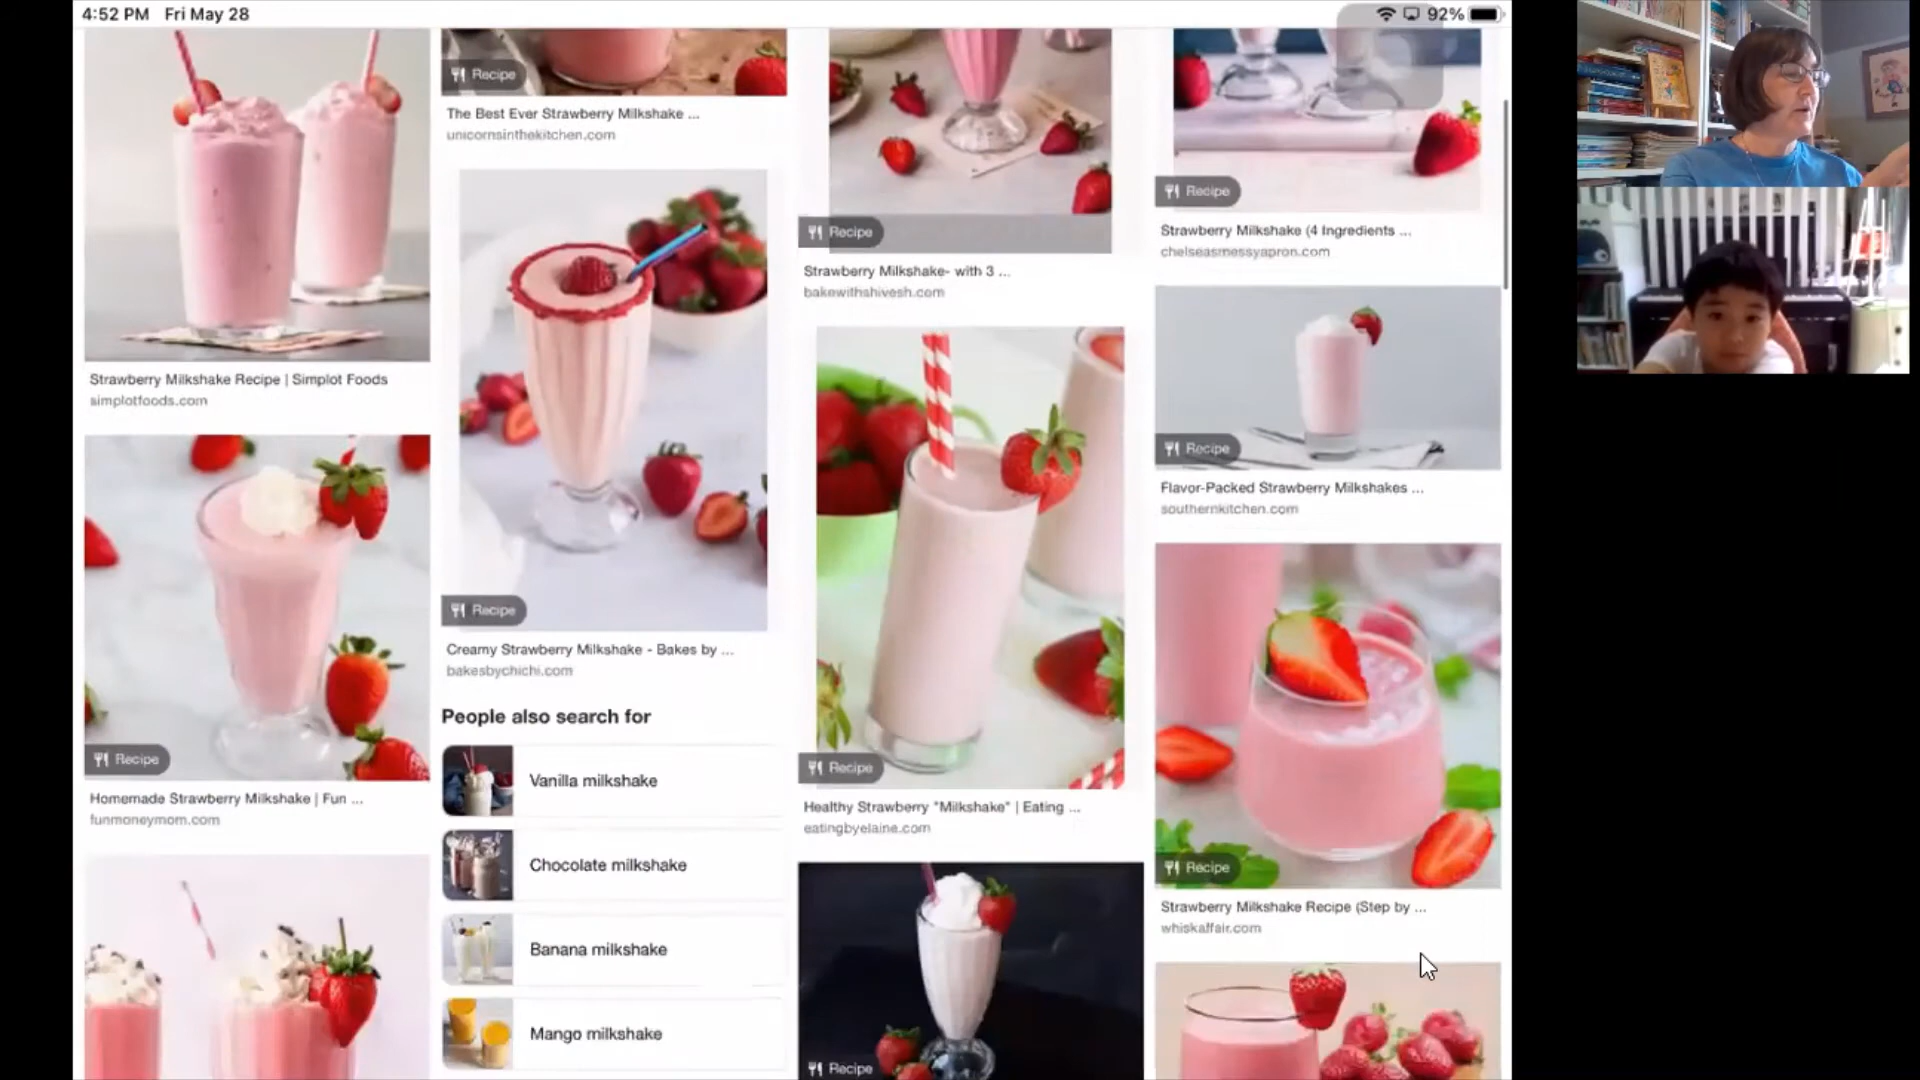 4:52 PM Fri May 28
92%
Strawberry Milkshake Recipe | Simplot Foods
simplotfoods.com
Recipe
Homemade Strawberry Milkshake | Fun ...
funmoneymom.com
Recipe
The Best Ever Strawberry Milkshake ...
unicornsinthekitchen.com
Recipe
Creamy Strawberry Milkshake - Bakes by ...
bakesbychichi.com
People also search for
Vanilla milkshake
Chocolate milkshake
Banana milkshake
Mango milkshake
Recipe
Strawberry Milkshake- with 3 ...
bakewithshivesh.com
Recipe
Healthy Strawberry "Milkshake" | Eating ...
eatingbyelaine.com
Recipe
Recipe
Strawberry Milkshake (4 Ingredients ...
chelseasmessyapron.com
Recipe
Flavor-Packed Strawberry Milkshakes ...
southernkitchen.com
Recipe
Strawberry Milkshake Recipe (Step by ...
whiskaffair.com